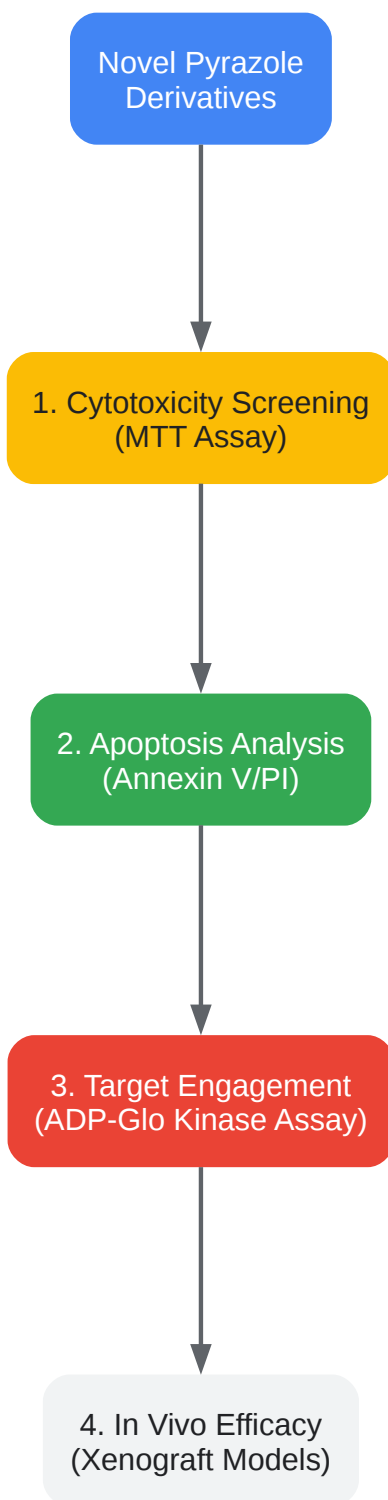 Novel Pyrazole
Derivatives
1. Cytotoxicity Screening
(MTT Assay)
2. Apoptosis Analysis
(Annexin V/PI)
3. Target Engagement
(ADP-Glo Kinase Assay)
4. In Vivo Efficacy
(Xenograft Models)